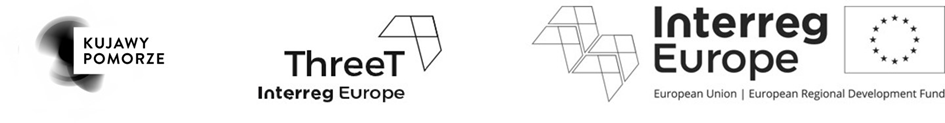 KUJAWY
POMORZE
ThreeT
Interreg Europe
Interreg
Europe
European Union | European Regional Development Fund